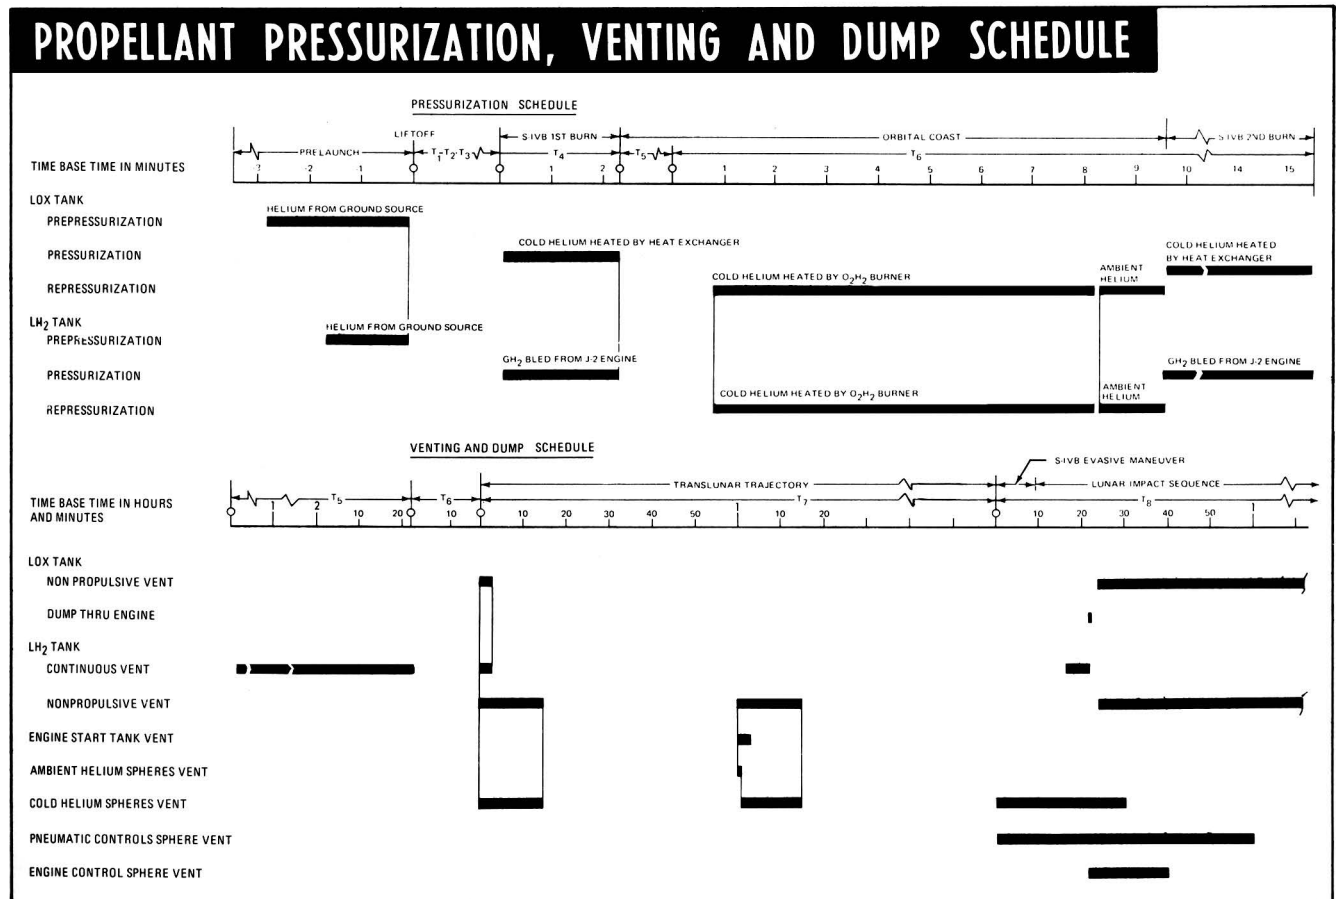 PROPELLANT PRESSURIZATION, VENTING AND DUMP SCHEDULE
PRESSURIZATION SCHEDULE
LIFTOFF
S-IVB 1ST BURN
ORBITAL COAST
S-IVB 2ND BURN
PRELAUNCH
T1-T2-T3
T4
T5
T6
TIME BASE TIME IN MINUTES
-3 -2 -1 1 2 1 2 3 4 5 6 7 8 9 10 14 15
LOX TANK
HELIUM FROM GROUND SOURCE
PREPRESSURIZATION
COLD HELIUM HEATED BY HEAT EXCHANGER
COLD HELIUM HEATED
BY HEAT EXCHANGER
PRESSURIZATION
COLD HELIUM HEATED BY O2H2 BURNER
AMBIENT
HELIUM
REPRESSURIZATION
LH2 TANK
HELIUM FROM GROUND SOURCE
PREPRESSURIZATION
GH2 BLED FROM J-2 ENGINE
GH2 BLED FROM J-2 ENGINE
PRESSURIZATION
COLD HELIUM HEATED BY O2H2 BURNER
AMBIENT
HELIUM
REPRESSURIZATION
VENTING AND DUMP SCHEDULE
S-IVB EVASIVE MANEUVER
TRANSLUNAR TRAJECTORY
LUNAR IMPACT SEQUENCE
T5
T6
T7
T8
TIME BASE TIME IN HOURS
AND MINUTES
1 2 10 20 10 10 20 30 40 50 1 10 20 10 20 30 40 50 1
LOX TANK
NON PROPULSIVE VENT
DUMP THRU ENGINE
LH2 TANK
CONTINUOUS VENT
NONPROPULSIVE VENT
ENGINE START TANK VENT
AMBIENT HELIUM SPHERES VENT
COLD HELIUM SPHERES VENT
PNEUMATIC CONTROLS SPHERE VENT
ENGINE CONTROL SPHERE VENT